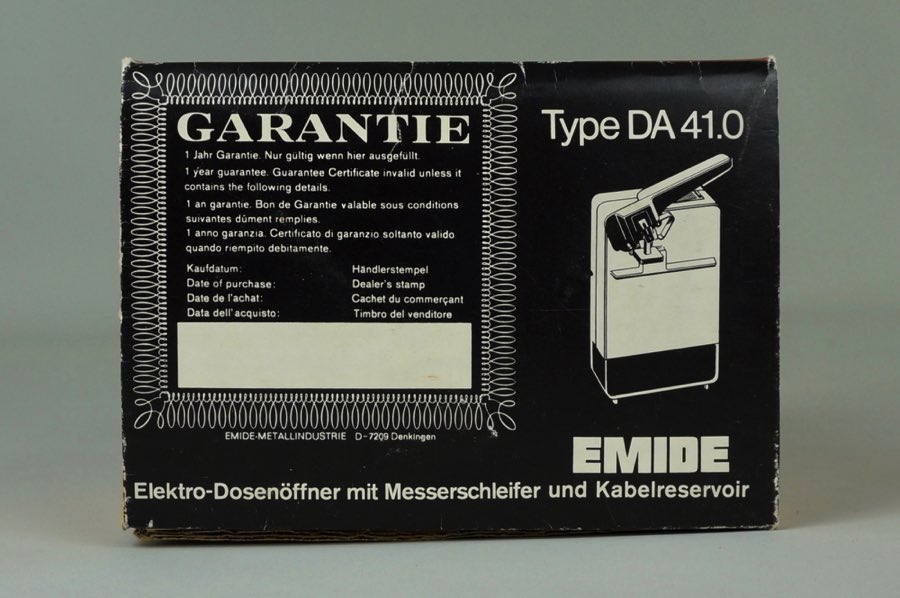 GARANTIE
1 Jahr Garantie. Nur gültig wenn hier ausgefüllt.
1 year guarantee. Guarantee Certificate invalid unless it
contains the following details.
1 an garantie. Bon de Garantie valable sous conditions
suivantes dûment remplies.
1 anno garanzia. Certificato di garanzio soltanto valido
quando riempito debitamente.
Kaufdatum: Händlerstempel
Date of purchase: Dealer's stamp
Date de l'achat: Cachet du commerçant
Data dell'acquisto: Timbro del venditore
EMIDE-METALLINDUSTRIE D-7209 Denkingen
Type DA 41.0
EMIDE
Elektro-Dosenöffner mit Messerschleifer und Kabelreservoir